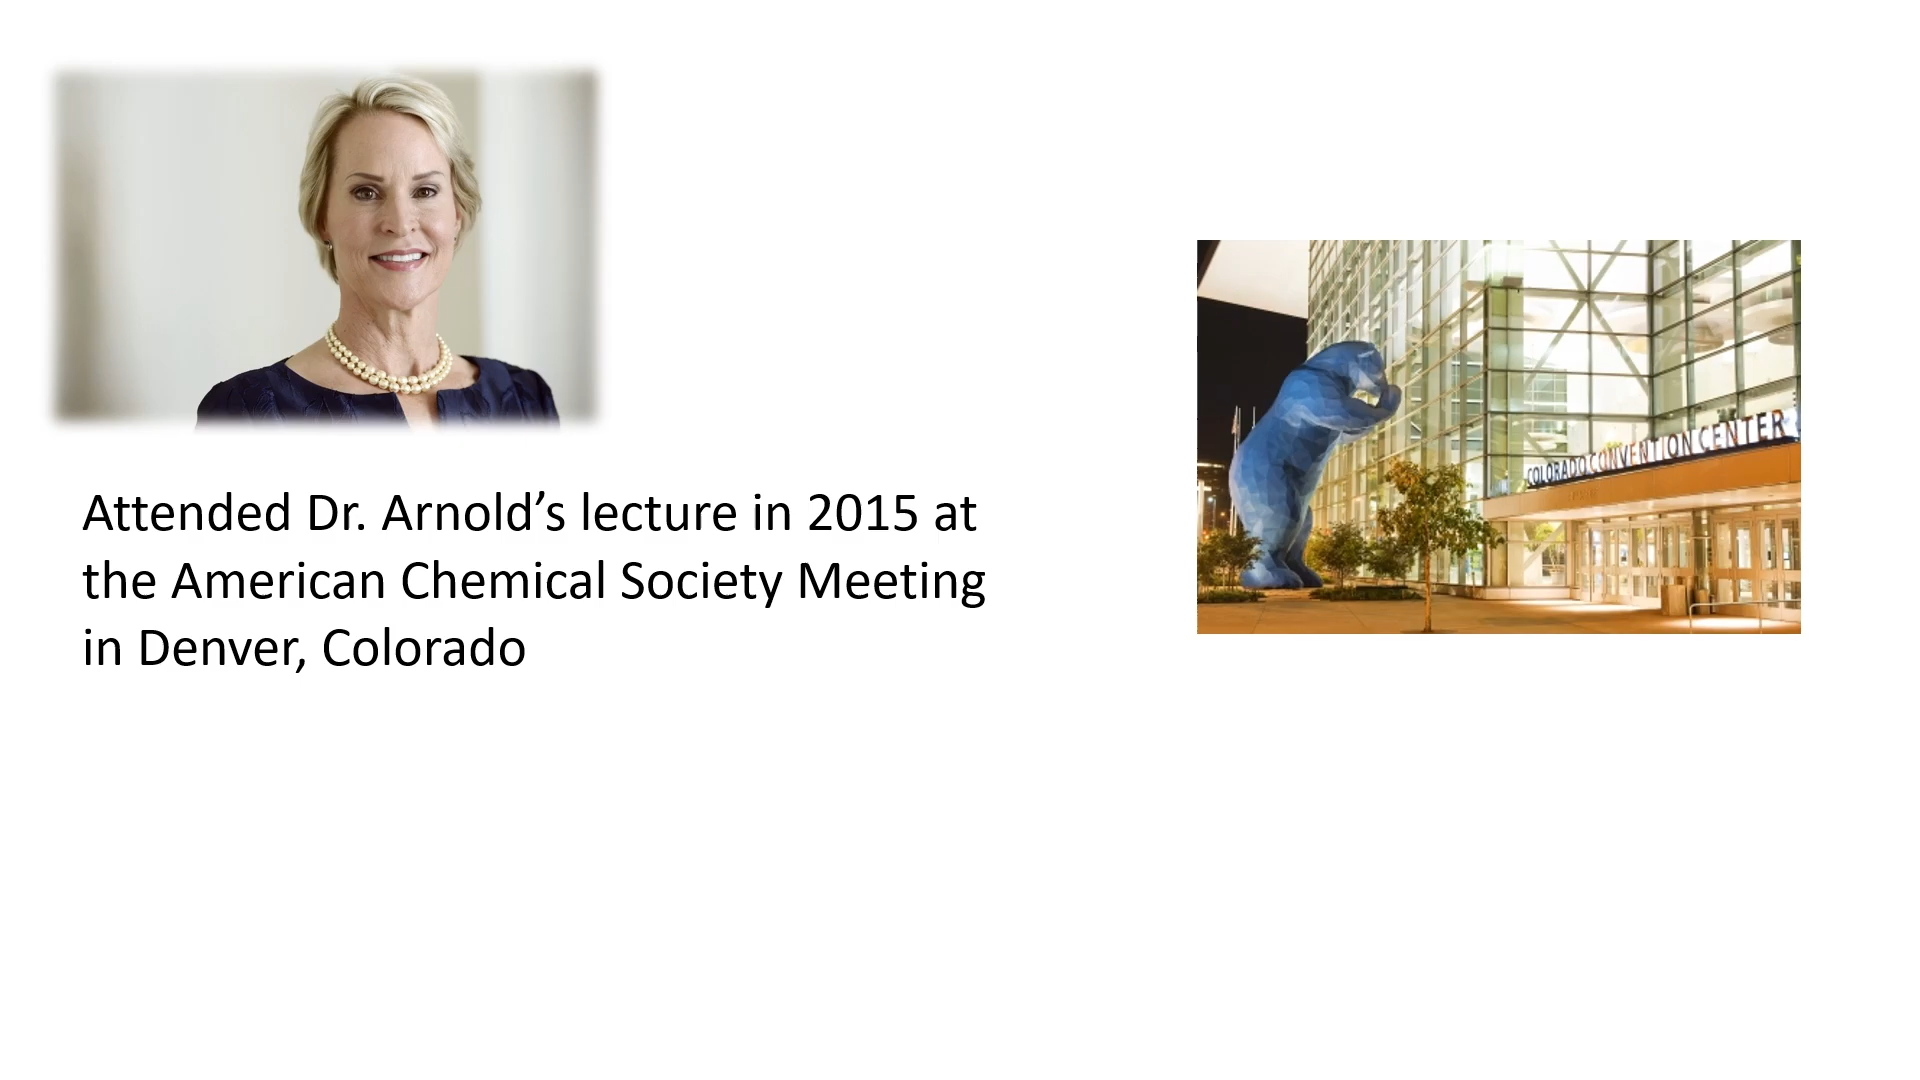 Attended Dr. Arnold’s lecture in 2015 at
the American Chemical Society Meeting
in Denver, Colorado
COLORADO CONVENTION CENTER